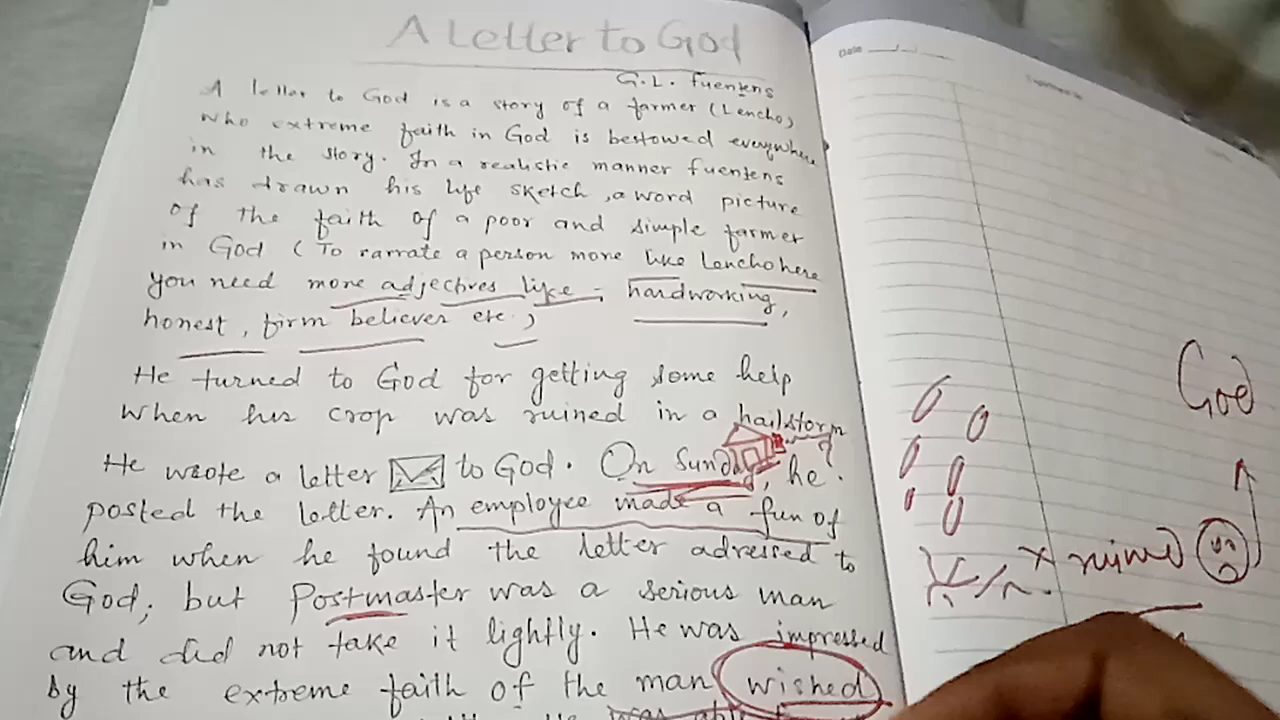 A Letter to God
G.L. Fuentens
A letter to God is a story of a farmer (Lencho)
who extreme faith in God is bestowed everywhere
in the story. In a realistic manner fuentens
has drawn his life sketch, a word picture
of the faith of a poor and simple farmer
in God (To narrate a person more like Lencho here
you need more adjectives like - hardworking,
honest, firm believer etc.)
He turned to God for getting some help
when his crop was ruined in a hailstorm
He wrote a letter to God. On Sunday, he
posted the letter. An employee made a fun of
him when he found the letter adressed to
God, but Postmaster was a serious man
and did not take it lightly. He was impressed
by the extreme faith of the man wished
was able
Date
God
ruined